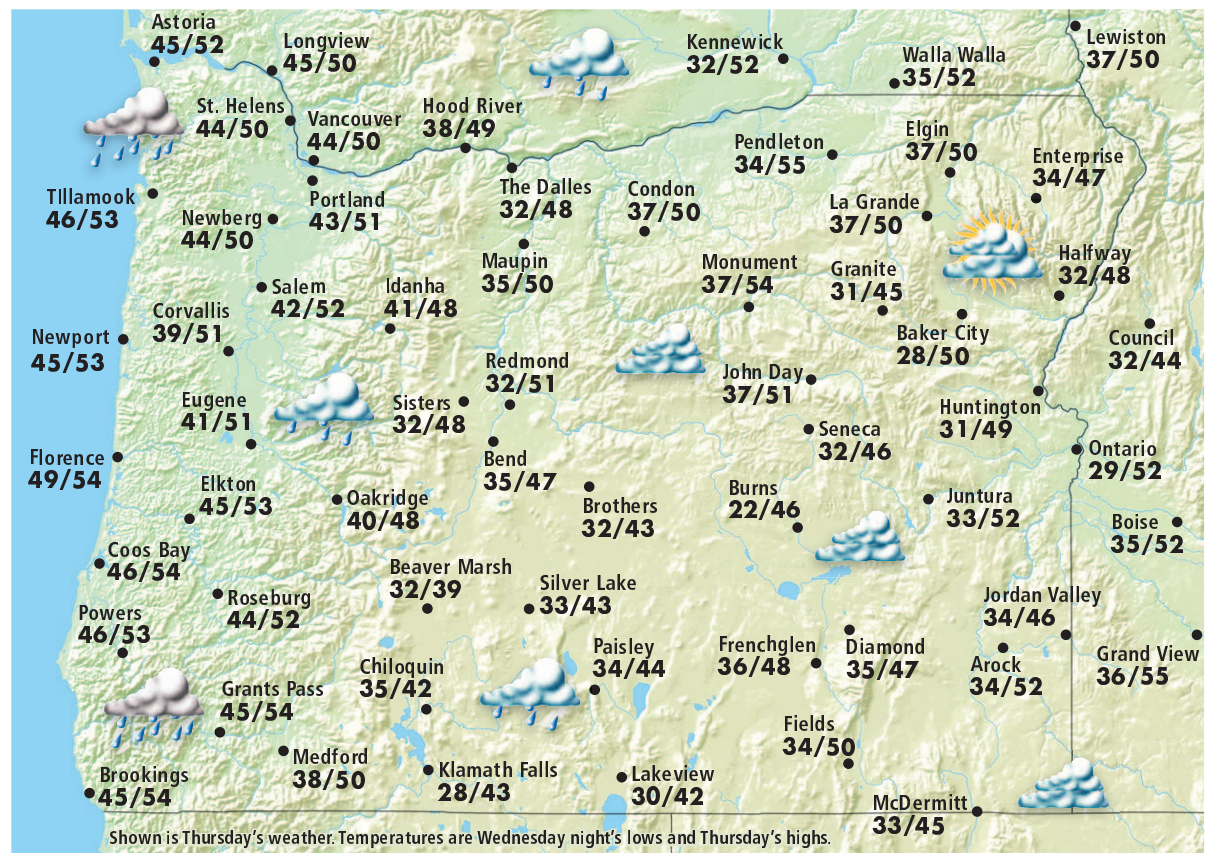 Astoria
45/52
Longview
45/50
Kennewick
32/52
Walla Walla
35/52
Lewiston
37/50
St. Helens
44/50
Vancouver
44/50
Hood River
38/49
Pendleton
34/55
Elgin
37/50
Enterprise
34/47
TIllamook
46/53
Portland
43/51
The Dalles
32/48
Condon
37/50
La Grande
37/50
Newberg
44/50
Maupin
35/50
Monument
37/54
Granite
31/45
Halfway
32/48
Salem
42/52
Idanha
41/48
Corvallis
39/51
Newport
45/53
Baker City
28/50
Council
32/44
Redmond
32/51
John Day
37/51
Eugene
41/51
Sisters
32/48
Huntington
31/49
Seneca
32/46
Ontario
29/52
Florence
49/54
Bend
35/47
Elkton
45/53
Oakridge
40/48
Brothers
32/43
Burns
22/46
Juntura
33/52
Boise
35/52
Coos Bay
46/54
Beaver Marsh
32/39
Silver Lake
33/43
Roseburg
44/52
Jordan Valley
34/46
Powers
46/53
Paisley
34/44
Frenchglen
36/48
Diamond
35/47
Arock
34/52
Grand View
36/55
Chiloquin
35/42
Grants Pass
45/54
Fields
34/50
Medford
38/50
Klamath Falls
28/43
Lakeview
30/42
Brookings
45/54
McDermitt
33/45
Shown is Thursday's weather. Temperatures are Wednesday night's lows and Thursday's highs.